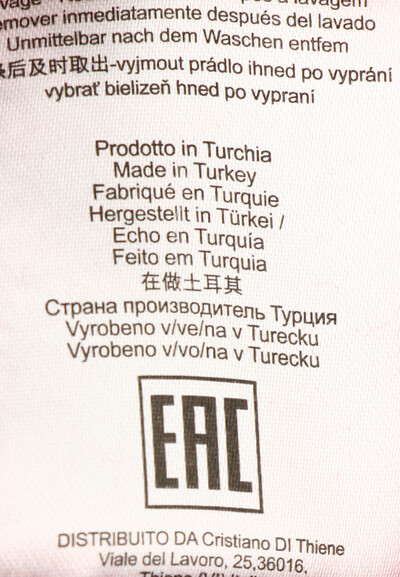 emover inmediatamente después del lavado
Unmittelbar nach dem Waschen entfem
后及时取出-vyjmout prádlo ihned po vyprání
vybrať bielizeň hned po vypraní
Prodotto in Turchia
Made in Turkey
Fabriqué en Turquie
Hergestellt in Türkei /
Echo en Turquía
Feito em Turquia
在做土耳其
Страна производитель Турция
Vyrobeno v/ve/na v Turecku
Vyrobeno v/vo/na v Turecku
EAC
DISTRIBUITO DA Cristiano DI Thiene
Viale del Lavoro, 25,36016,